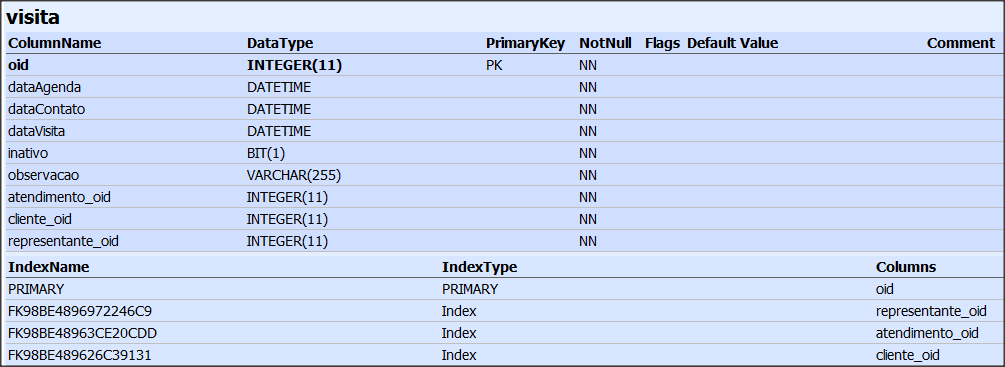 visita
ColumnName DataType PrimaryKey NotNull Flags Default Value Comment
oid INTEGER(11) PK NN
dataAgenda DATETIME NN
dataContato DATETIME NN
dataVisita DATETIME NN
inativo BIT(1) NN
observacao VARCHAR(255) NN
atendimento_oid INTEGER(11) NN
cliente_oid INTEGER(11) NN
representante_oid INTEGER(11) NN
IndexName IndexType Columns
PRIMARY PRIMARY oid
FK98BE4896972246C9 Index representante_oid
FK98BE48963CE20CDD Index atendimento_oid
FK98BE489626C39131 Index cliente_oid